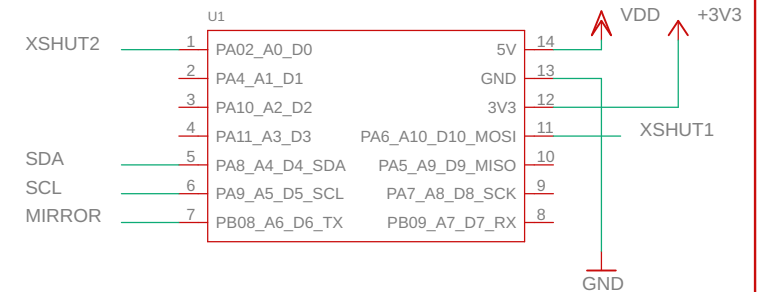 U1
VDD
+3V3
XSHUT2 1 PA02_A0_D0 5V 14
2 PA4_A1_D1 GND 13
3 PA10_A2_D2 3V3 12
4 PA11_A3_D3 PA6_A10_D10_MOSI 11 XSHUT1
SDA 5 PA8_A4_D4_SDA PA5_A9_D9_MISO 10
SCL 6 PA9_A5_D5_SCL PA7_A8_D8_SCK 9
MIRROR 7 PB08_A6_D6_TX PB09_A7_D7_RX 8
GND